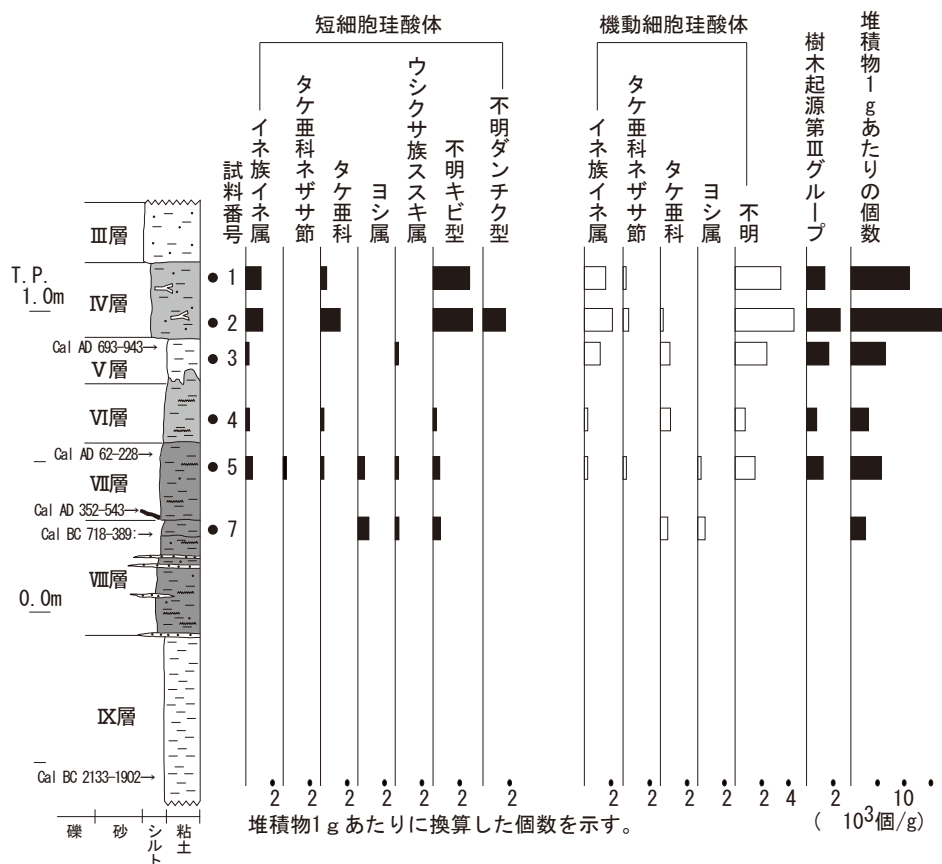 短細胞珪酸体
機動細胞珪酸体
試料番号
イネ族イネ属
タケ亜科ネザサ節
タケ亜科
ヨシ属
ウシクサ族ススキ属
不明キビ型
不明ダンチク型
イネ族イネ属
タケ亜科ネザサ節
タケ亜科
ヨシ属
不明
樹木起源第Ⅲグループ
堆積物1gあたりの個数
Ⅲ層
T.P.
1.0m
Ⅳ層
1
2
Cal AD 693-943→
3
Ⅴ層
Ⅵ層
4
Cal AD 62-228→
5
Ⅶ層
Cal AD 352-543→
Cal BC 718-389:
7
Ⅷ層
0.0m
Ⅸ層
Cal BC 2133-1902→
2 2 2 2 2 2 2 2 2 2 2 2 4 2 10
礫 砂 シルト 粘土
堆積物1gあたりに換算した個数を示す。
( 10³個/g)